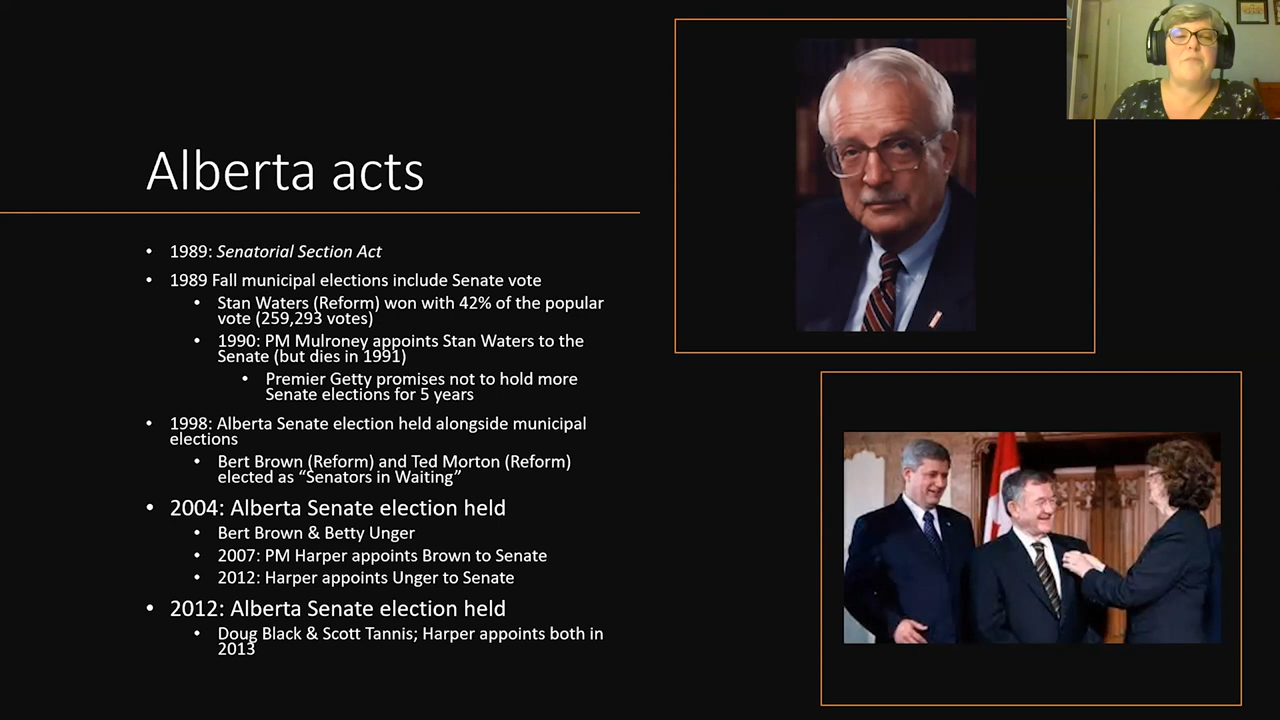 Alberta acts
• 1989: Senatorial Section Act
• 1989 Fall municipal elections include Senate vote
• Stan Waters (Reform) won with 42% of the popular
vote (259,293 votes)
• 1990: PM Mulroney appoints Stan Waters to the
Senate (but dies in 1991)
• Premier Getty promises not to hold more
Senate elections for 5 years
• 1998: Alberta Senate election held alongside municipal
elections
• Bert Brown (Reform) and Ted Morton (Reform)
elected as “Senators in Waiting”
• 2004: Alberta Senate election held
• Bert Brown & Betty Unger
• 2007: PM Harper appoints Brown to Senate
• 2012: Harper appoints Unger to Senate
• 2012: Alberta Senate election held
• Doug Black & Scott Tannis; Harper appoints both in
2013